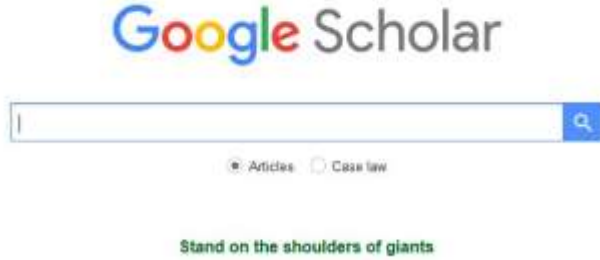 Google Scholar
Articles Case law
Stand on the shoulders of giants